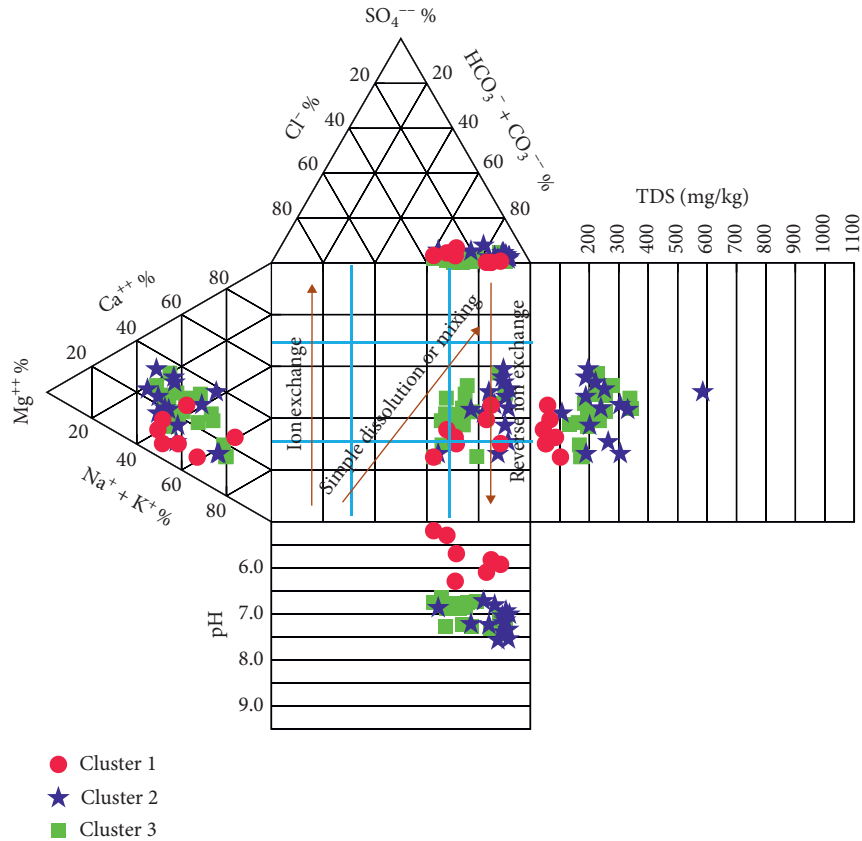 SO₄⁻⁻ %
20
20
Cl⁻ %
HCO₃⁻ + CO₃⁻⁻ %
40
40
60
60
80
80
TDS (mg/kg)
200
300
400
500
600
700
800
900
1000
1100
Ca⁺⁺ %
80
60
40
20
Mg⁺⁺ %
20
40
60
80
Na⁺ + K⁺ %
Ion exchange
Simple dissolution or mixing
Reverse ion exchange
pH
6.0
7.0
8.0
9.0
Cluster 1
Cluster 2
Cluster 3